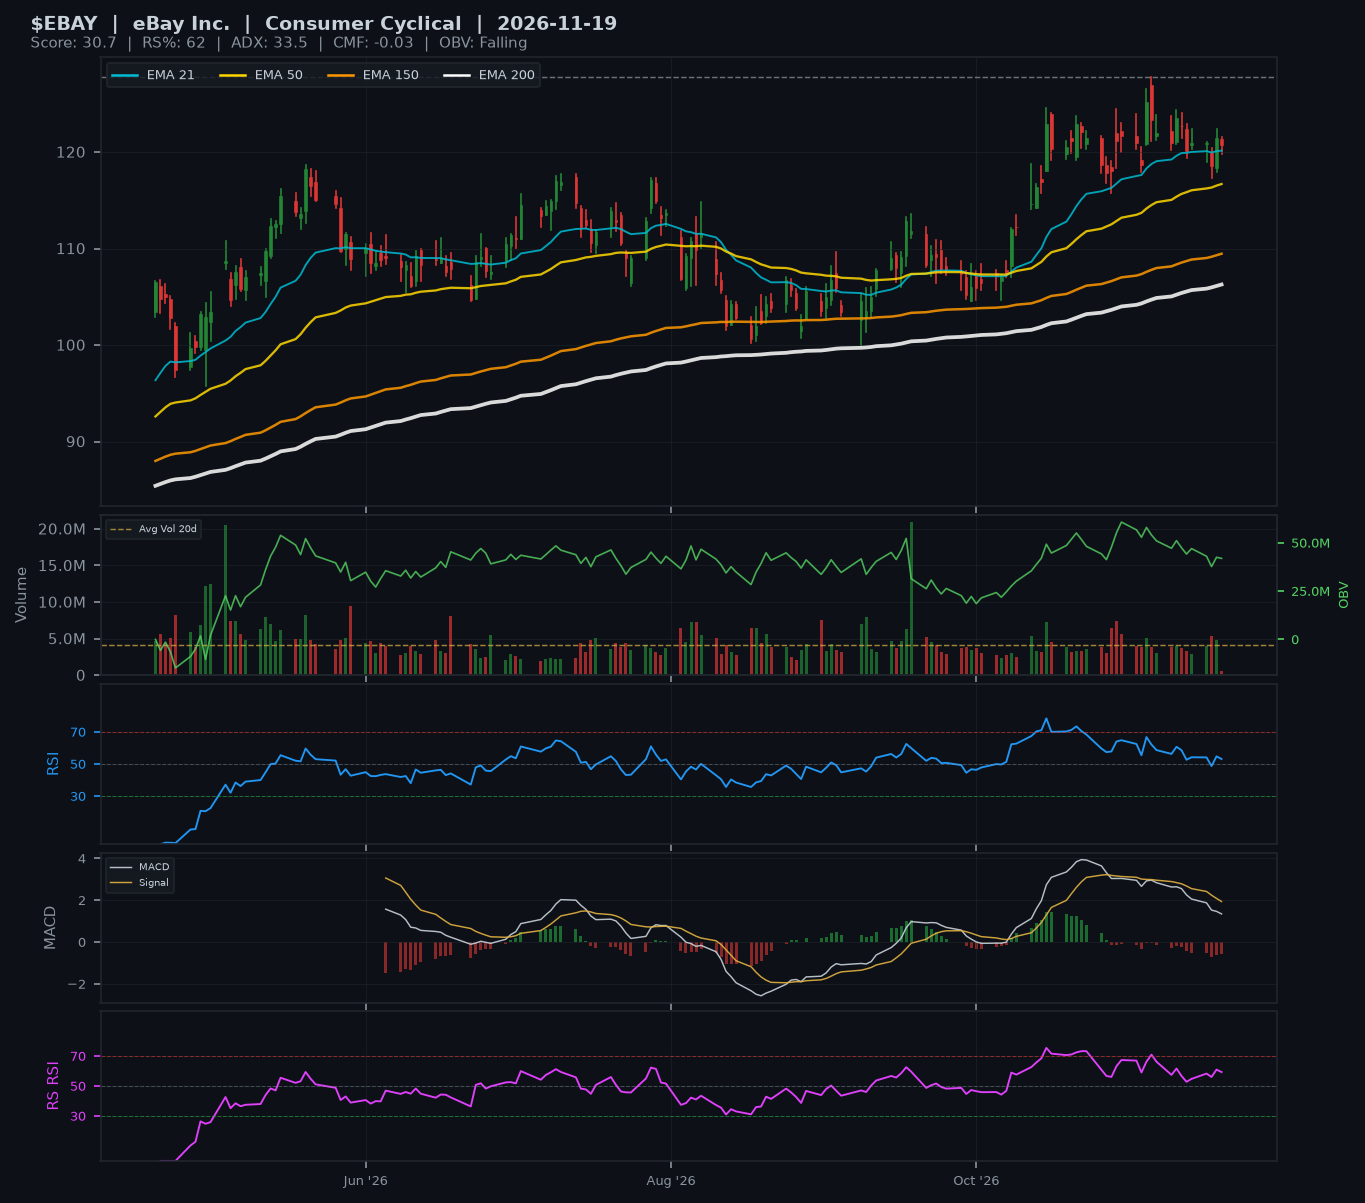 $EBAY | eBay Inc. | Consumer Cyclical | 2026-11-19
Score: 30.7 | RS%: 62 | ADX: 33.5 | CMF: -0.03 | OBV: Falling
EMA 21 EMA 50 EMA 150 EMA 200
120
110
100
90
Avg Vol 20d
20.0M
15.0M
10.0M
5.0M
0
Volume
50.0M
25.0M
0
OBV
70
50
30
RSI
MACD
Signal
4
2
0
−2
MACD
70
50
30
RS RSI
Jun '26 Aug '26 Oct '26